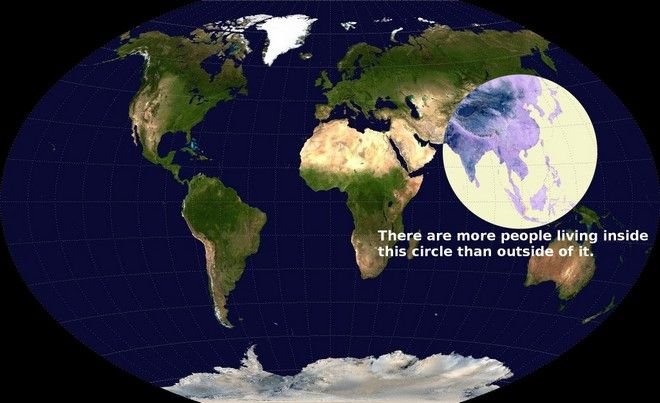 There are more people living inside
this circle than outside of it.